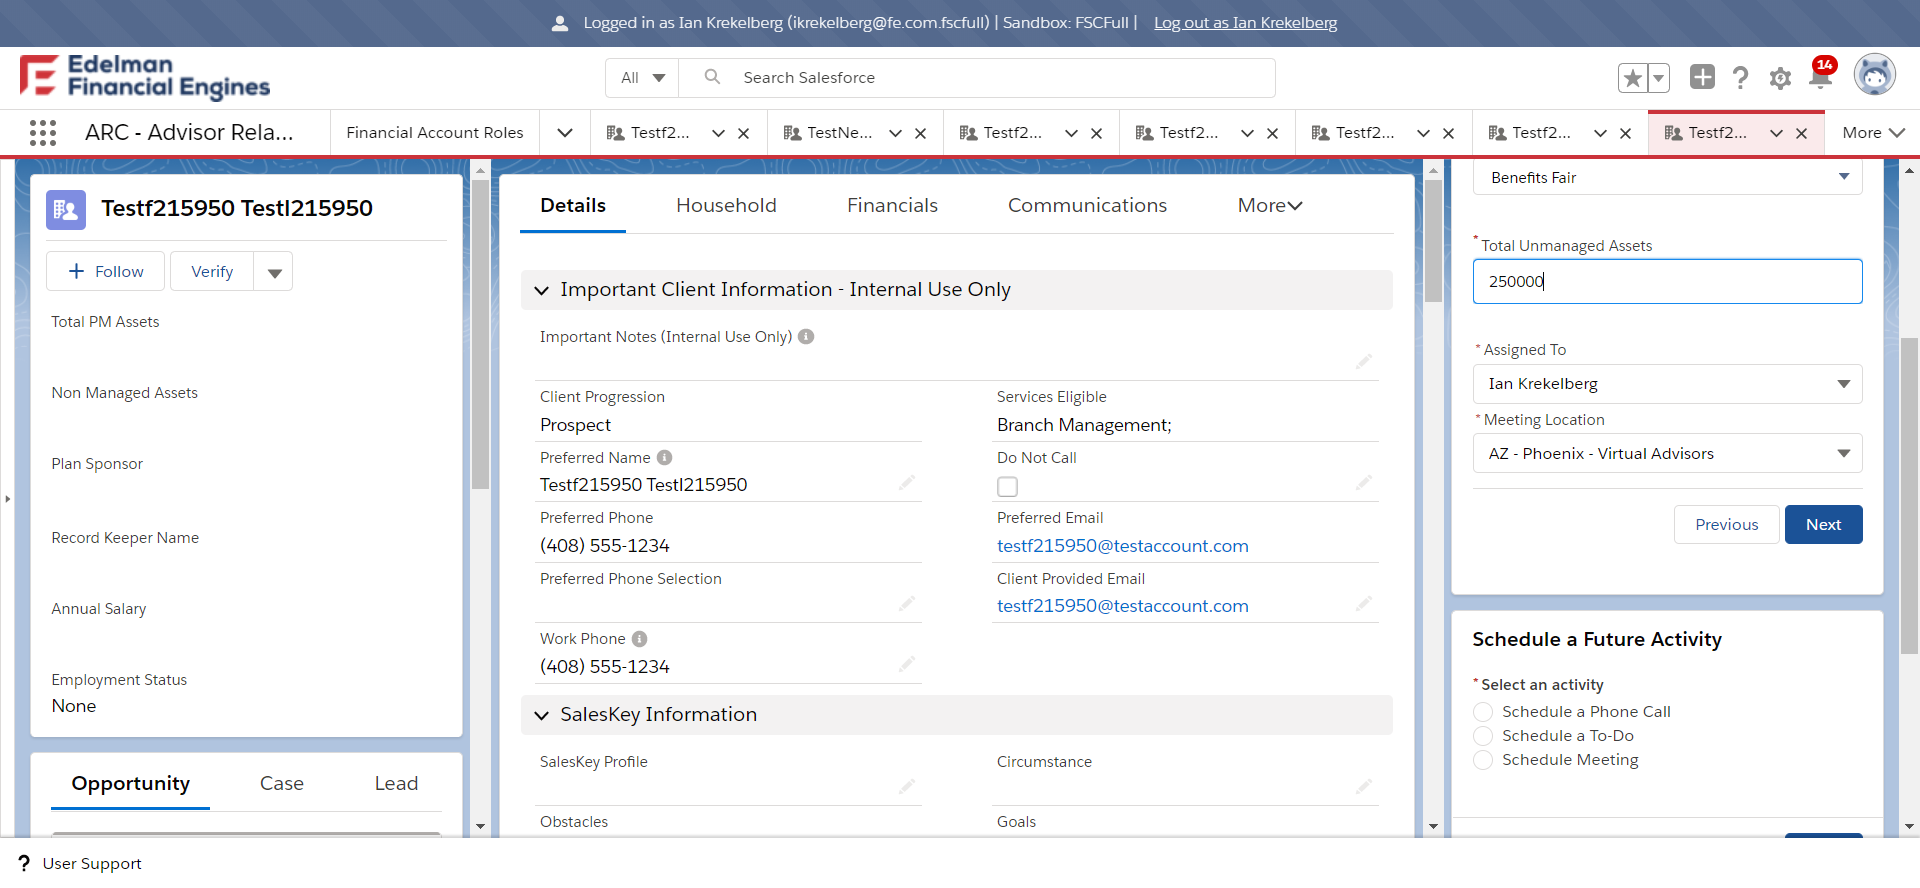 Logged in as Ian Krekelberg (ikrekelberg@fe.com.fscfull) | Sandbox: FSCFull | Log out as Ian Krekelberg
Edelman
Financial Engines
All
Search Salesforce
14
ARC - Advisor Rela...
Financial Account Roles
Testf2...
TestNe...
Testf2...
Testf2...
Testf2...
Testf2...
Testf2...
More
Testf215950 Testl215950
Follow
Verify
Total PM Assets
Non Managed Assets
Plan Sponsor
Record Keeper Name
Annual Salary
Employment Status
None
Opportunity
Case
Lead
Details
Household
Financials
Communications
More
Important Client Information - Internal Use Only
Important Notes (Internal Use Only)
Client Progression
Prospect
Services Eligible
Branch Management;
Preferred Name
Testf215950 Testl215950
Do Not Call
Preferred Phone
(408) 555-1234
Preferred Email
testf215950@testaccount.com
Preferred Phone Selection
Client Provided Email
testf215950@testaccount.com
Work Phone
(408) 555-1234
SalesKey Information
SalesKey Profile
Circumstance
Obstacles
Goals
Benefits Fair
* Total Unmanaged Assets
250000
* Assigned To
Ian Krekelberg
* Meeting Location
AZ - Phoenix - Virtual Advisors
Previous
Next
Schedule a Future Activity
* Select an activity
Schedule a Phone Call
Schedule a To-Do
Schedule Meeting
? User Support